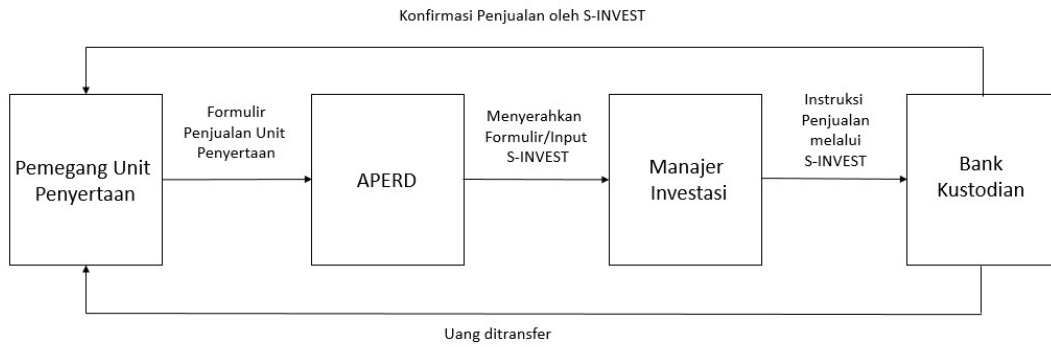 Konfirmasi Penjualan oleh S-INVEST
Pemegang Unit
Penyertaan
Formulir
Penjualan Unit
Penyertaan
APERD
Menyerahkan
Formulir/Input
S-INVEST
Manajer
Investasi
Instruksi
Penjualan
melalui
S-INVEST
Bank
Kustodian
Uang ditransfer